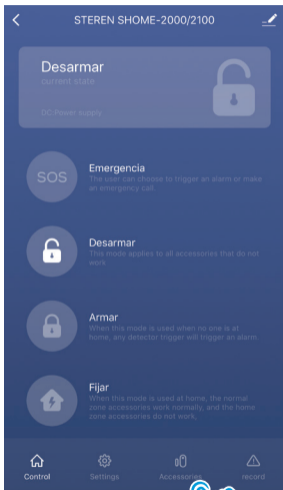 STEREN SHOME-2000/2100
Desarmar
current state
DC Power supply
SOS
Emergencia
The user can choose to trigger an alarm or make
an emergency call
Desarmar
This mode applies to all accessories that do not
work
Armar
When this mode is used when no one is at
home, any detector trigger will trigger an alarm
Fijar
When this mode is used at home, the normal
zone accessories work normally, and the home
zone accessories do not work,
Control
Settings
Accessories
record